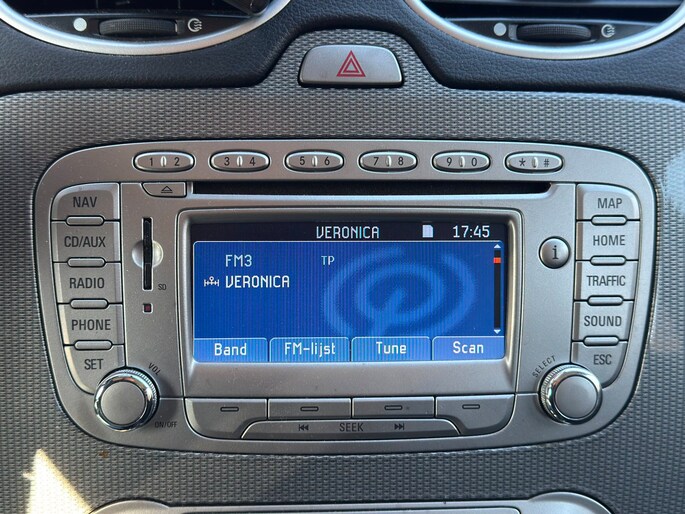 1 2
3 4
5 6
7 8
9 0
* #
NAV
CD/AUX
RADIO
PHONE
SET
MAP
HOME
TRAFFIC
SOUND
ESC
SD
i
VERONICA 17:45
FM3 TP
VERONICA
Band FM-lijst Tune Scan
VOL
ON/OFF
SEEK
SELECT